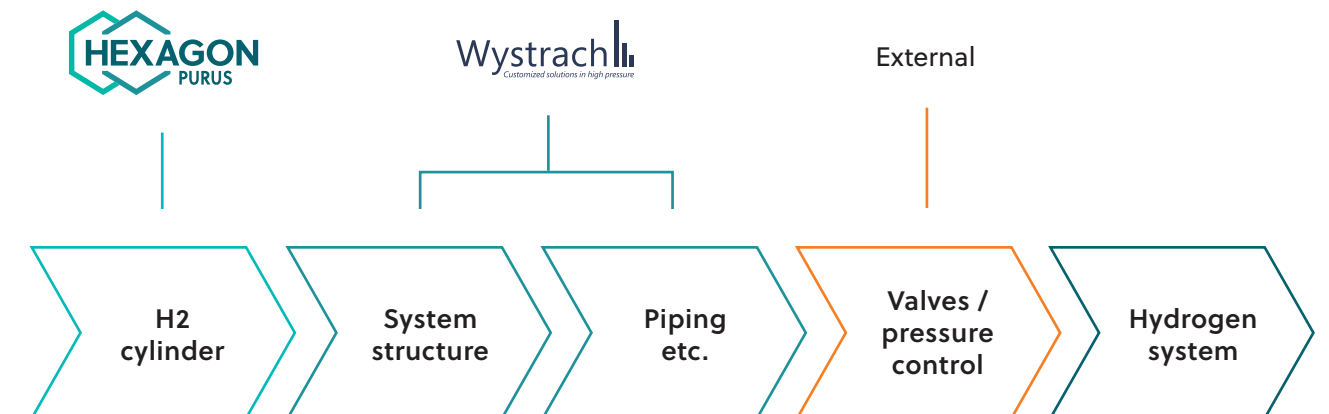 HEXAGON
PURUS
Wystrach
Customized solutions in high pressure
External
H2
cylinder
System
structure
Piping
etc.
Valves /
pressure
control
Hydrogen
system